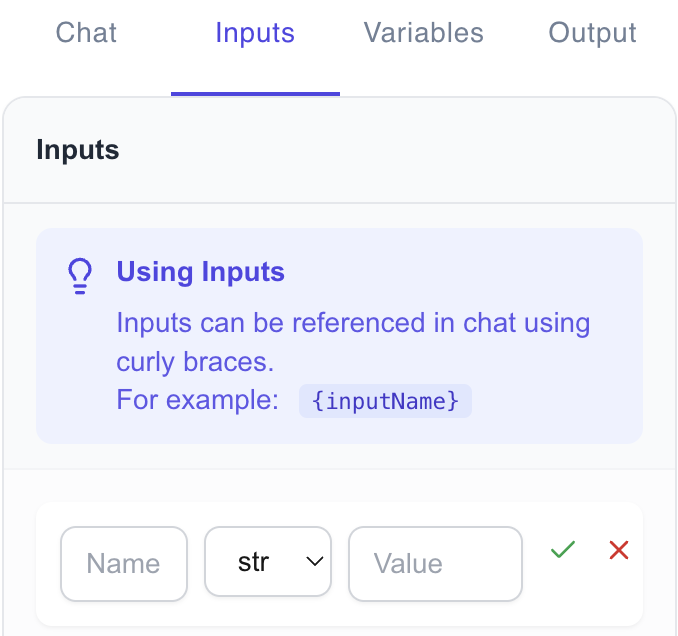 Chat Inputs Variables Output
Inputs
Using Inputs
Inputs can be referenced in chat using
curly braces.
For example: {inputName}
Name str Value